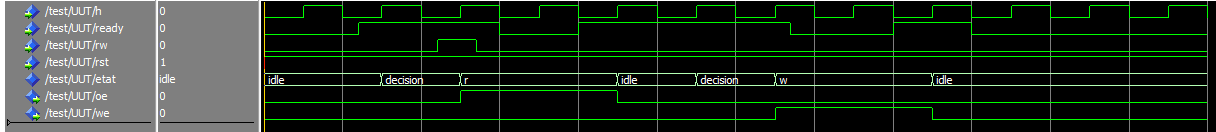 /test/UUT/h 0
/test/UUT/ready 0
/test/UUT/rw 0
/test/UUT/rst 1
/test/UUT/etat idle idle decision r idle decision w idle
/test/UUT/oe 0
/test/UUT/we 0